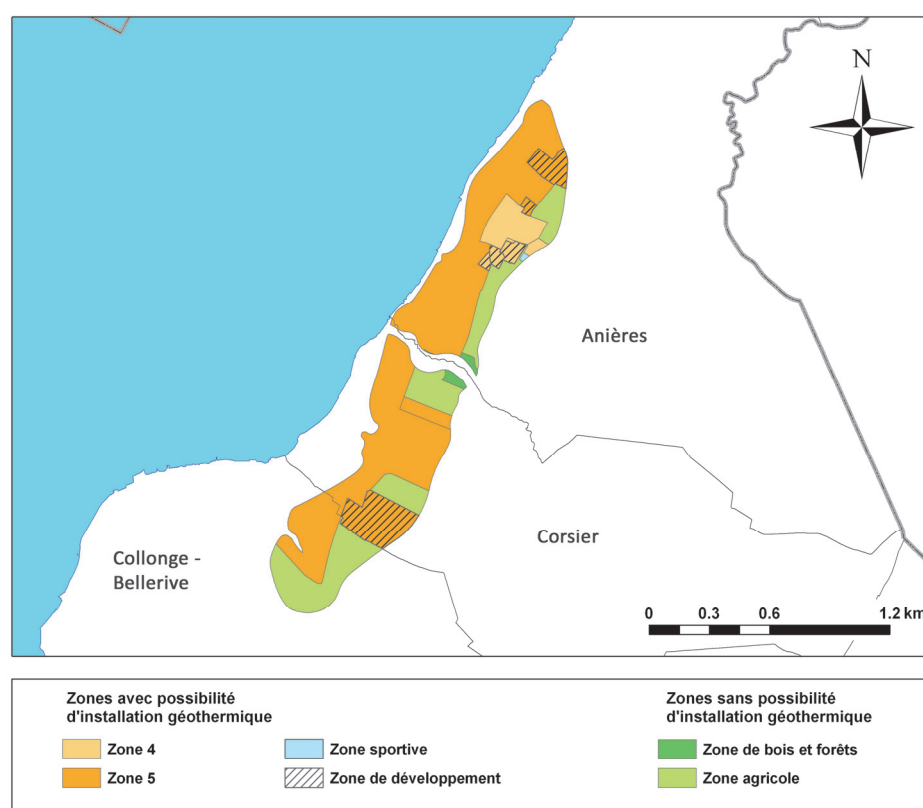 N
Anières
Corsier
Collonge -
Bellerive
0 0.3 0.6 1.2 km
Zones avec possibilité
d'installation géothermique
Zone 4
Zone 5
Zone sportive
Zone de développement
Zones sans possibilité
d'installation géothermique
Zone de bois et forêts
Zone agricole